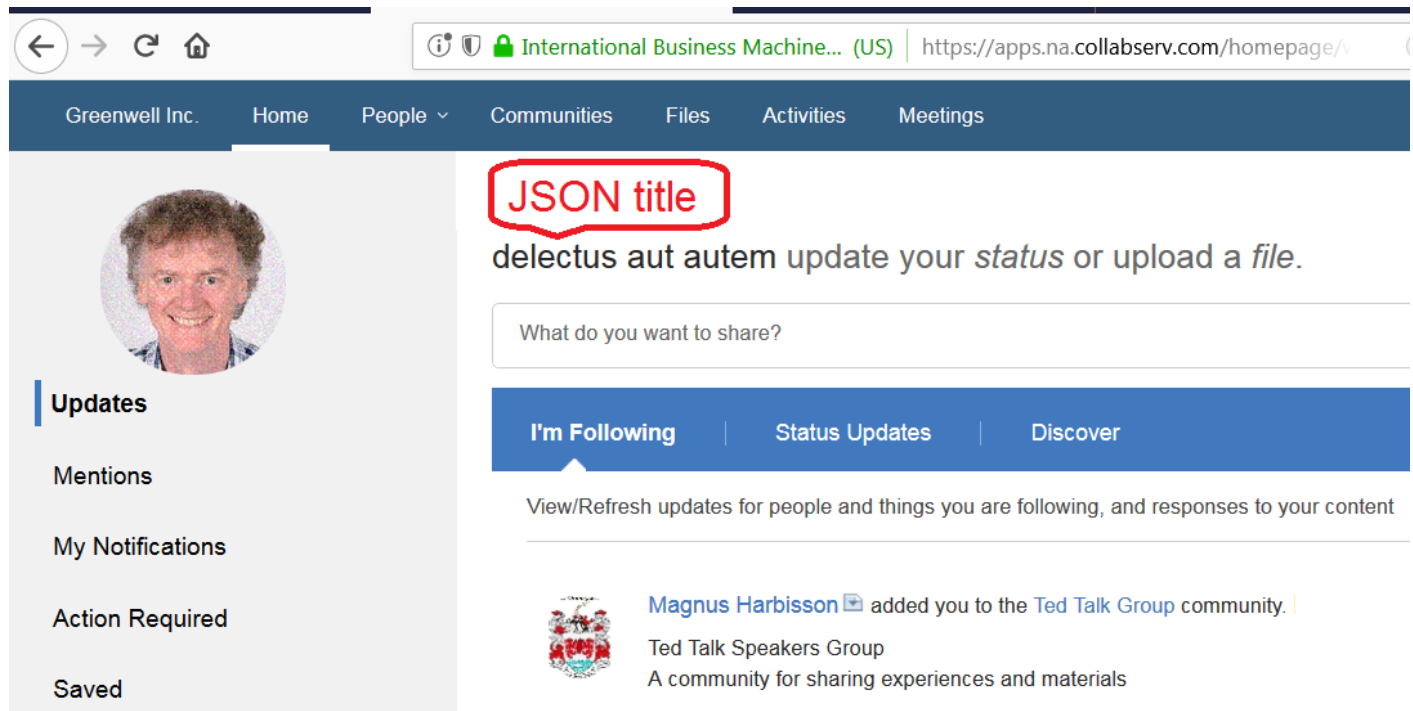 International Business Machine... (US) https://apps.na.collabserv.com/homepage/
Greenwell Inc. Home People Communities Files Activities Meetings
JSON title
delectus aut autem update your status or upload a file.
What do you want to share?
Updates
I'm Following Status Updates Discover
Mentions
View/Refresh updates for people and things you are following, and responses to your content
My Notifications
Magnus Harbisson added you to the Ted Talk Group community.
Action Required
Ted Talk Speakers Group
A community for sharing experiences and materials
Saved